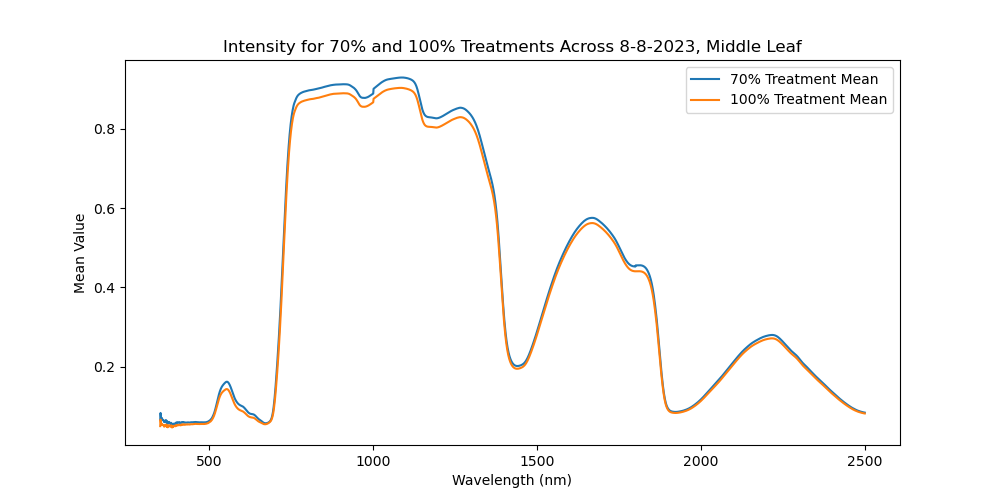 Intensity for 70% and 100% Treatments Across 8-8-2023, Middle Leaf
70% Treatment Mean
100% Treatment Mean
Mean Value
0.8
0.6
0.4
0.2
500 1000 1500 2000 2500
Wavelength (nm)